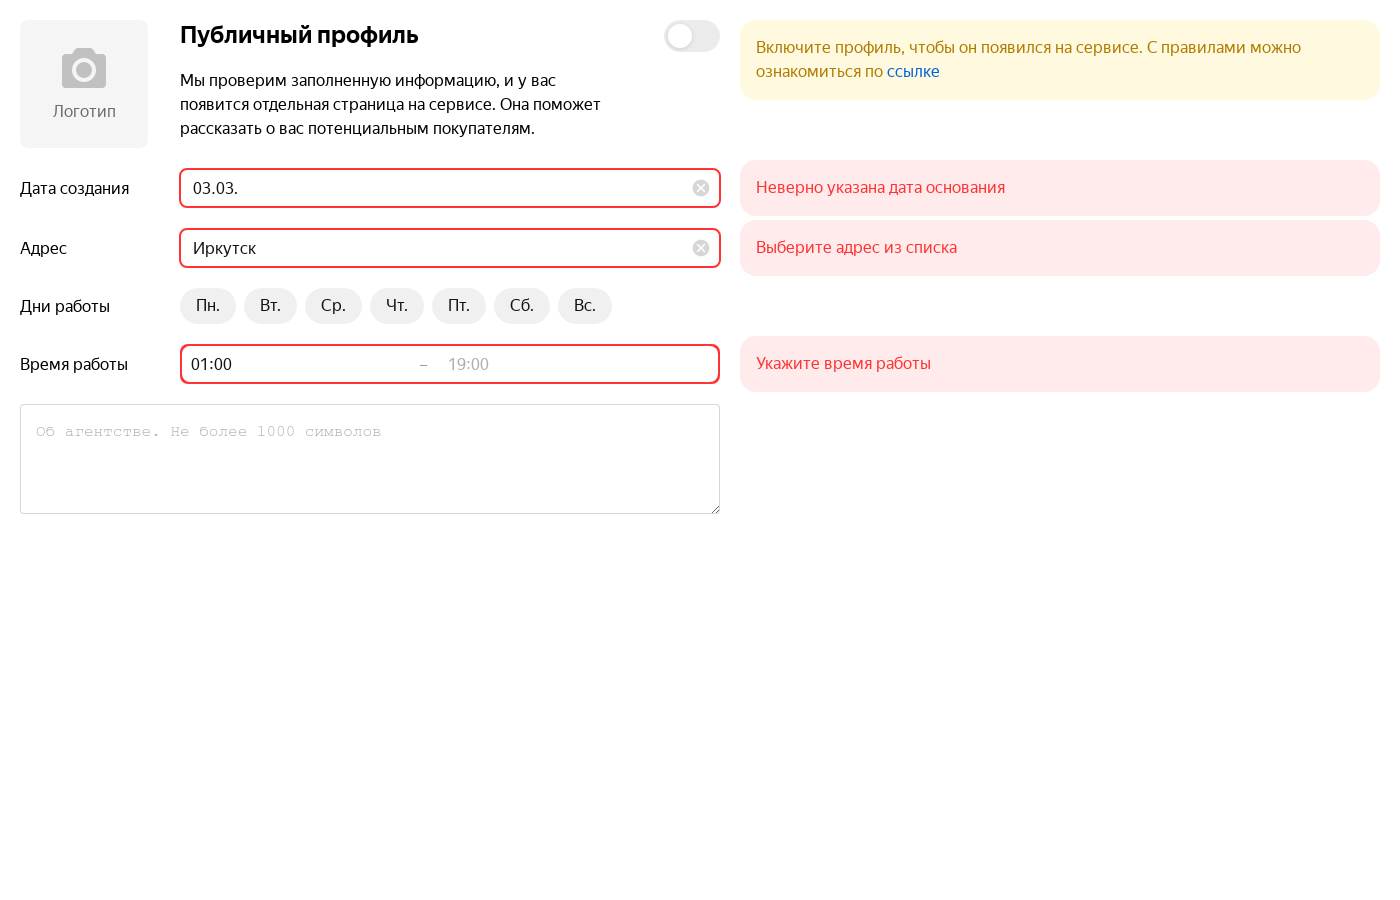 Логотип
Публичный профиль
Мы проверим заполненную информацию, и у вас
появится отдельная страница на сервисе. Она поможет
рассказать о вас потенциальным покупателям.
Включите профиль, чтобы он появился на сервисе. С правилами можно
ознакомиться по ссылке
Дата создания
03.03.
Неверно указана дата основания
Адрес
Иркутск
Выберите адрес из списка
Дни работы
Пн. Вт. Ср. Чт. Пт. Сб. Вс.
Время работы
01:00 – 19:00
Укажите время работы
Об агентстве. Не более 1000 символов